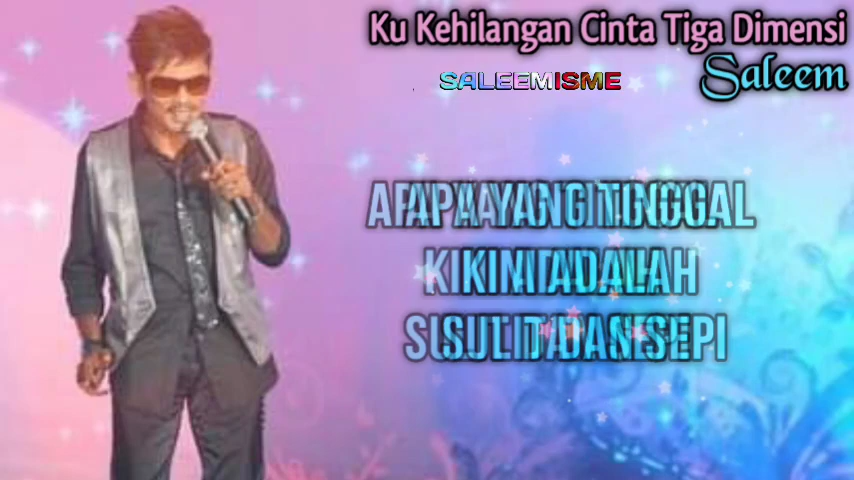 Ku Kehilangan Cinta Tiga Dimensi
Saleem
SALEEMISME
APA YANG TINGGAL
KINI ADALAH
SULIT DAN SEPI